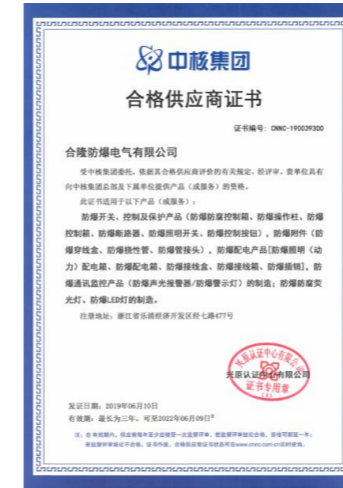 中核集团
合格供应商证书
证书编号：CNNC-190039300
合隆防爆电气有限公司
受中核集团委托，依据其合格供应商评价的有关规定，经评审，贵单位具有
向中核集团总部及下属单位提供产品（或服务）的资格。
此证书适用于以下产品（或服务）：
防爆开关、控制及保护产品（防爆防腐控制箱、防爆操作柱、防爆
控制箱、防爆断路器、防爆照明开关、防爆控制按钮）、防爆附件（防
爆穿线盒、防爆挠性管、防爆管接头）、防爆配电产品[防爆照明（动
力）配电箱、防爆配电箱、防爆接线盒、防爆接线箱、防爆插销]、防
爆通讯监控产品（防爆声光报警器/防爆警示灯）的制造；防爆防腐荧
光灯、防爆LED灯的制造。
注册地址：浙江省乐清经济开发区经七路477号
兴原认证中心有限公司
证书专用章
发证日期：2019年06月10日
有效期：最长为三年，可至2022年06月09日